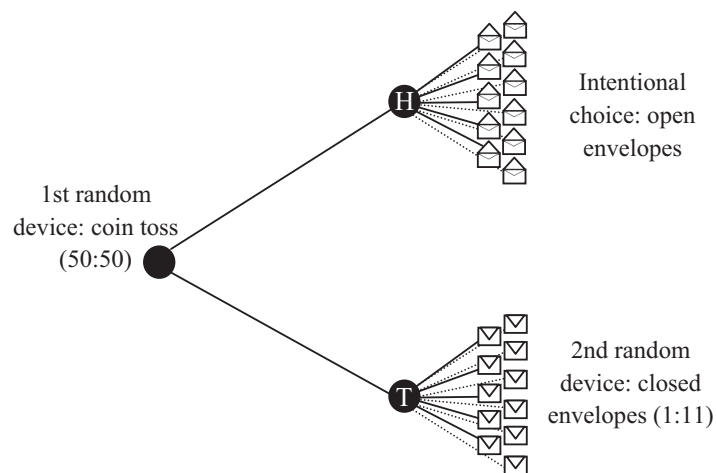 1st random
device: coin toss
(50:50)
H
Intentional
choice: open
envelopes
T
2nd random
device: closed
envelopes (1:11)